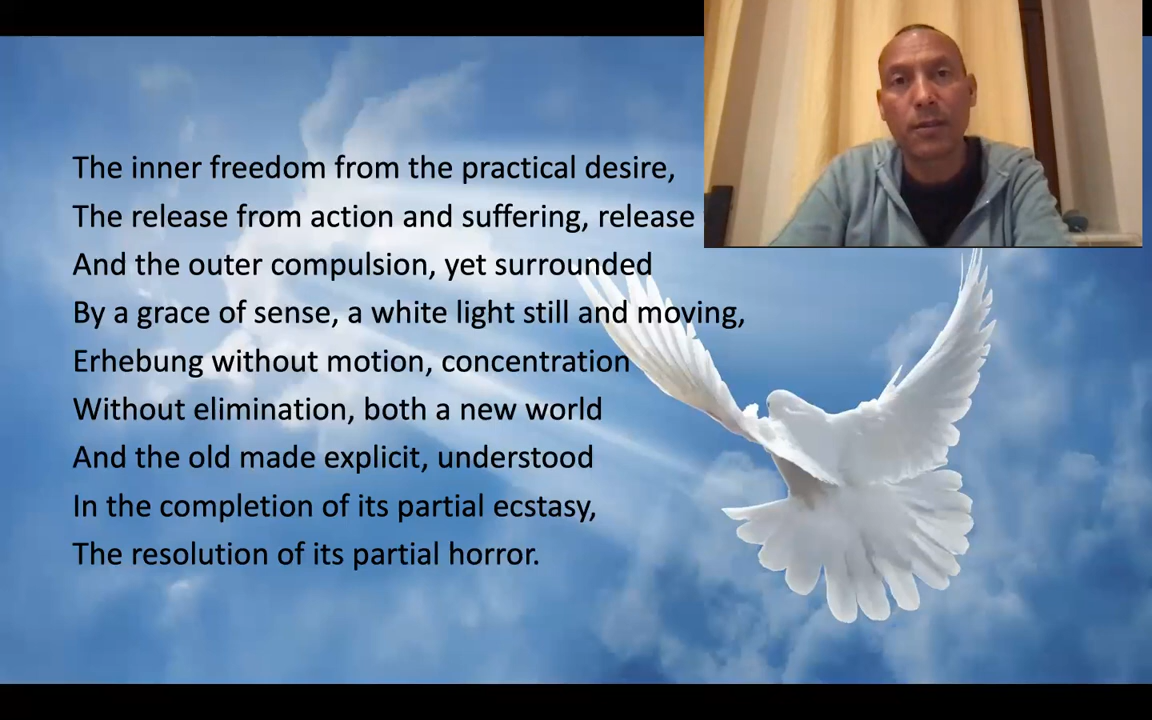 The inner freedom from the practical desire,
The release from action and suffering, release
And the outer compulsion, yet surrounded
By a grace of sense, a white light still and moving,
Erhebung without motion, concentration
Without elimination, both a new world
And the old made explicit, understood
In the completion of its partial ecstasy,
The resolution of its partial horror.